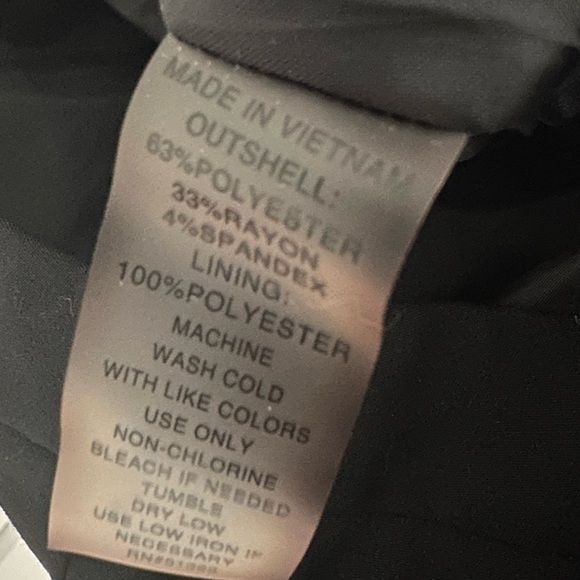 MADE IN VIETNAM
OUTSHELL:
63%POLYESTER
33%RAYON
4%SPANDEX
LINING:
100%POLYESTER
MACHINE
WASH COLD
WITH LIKE COLORS
USE ONLY
NON-CHLORINE
BLEACH IF NEEDED
TUMBLE
DRY LOW
USE LOW IRON IF
NECESSARY